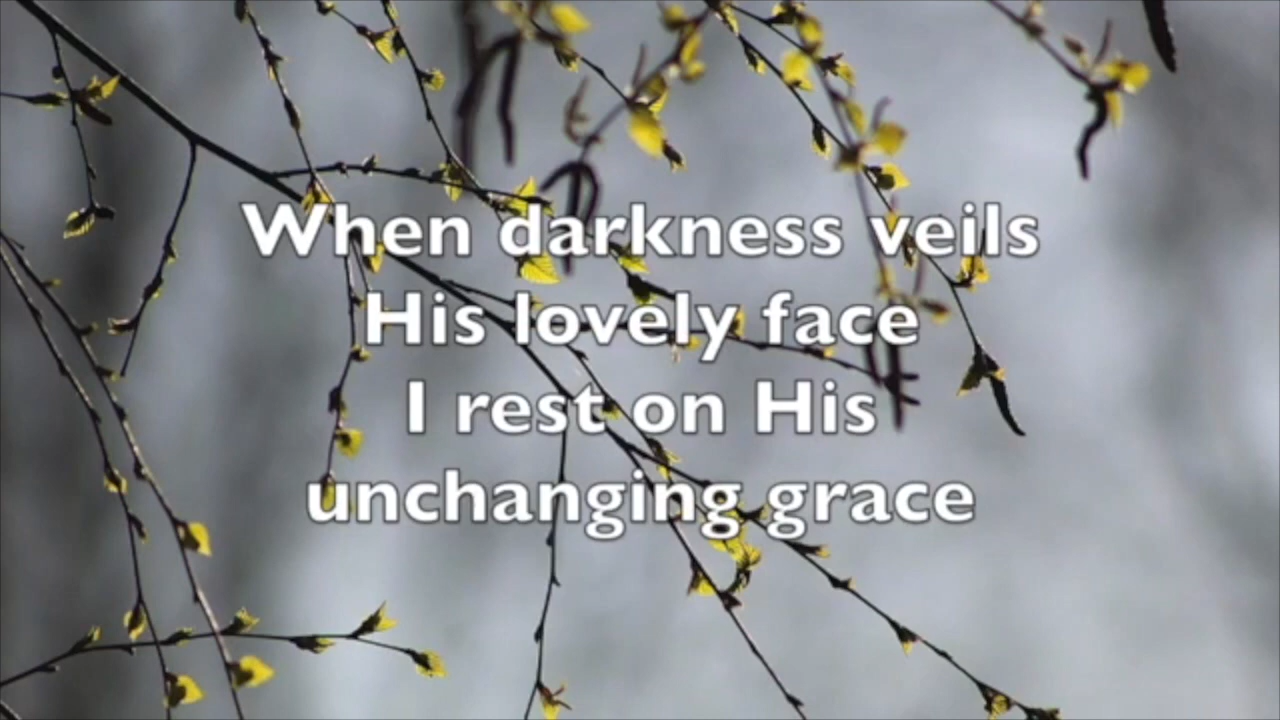 When darkness veils
His lovely face
I rest on His
unchanging grace